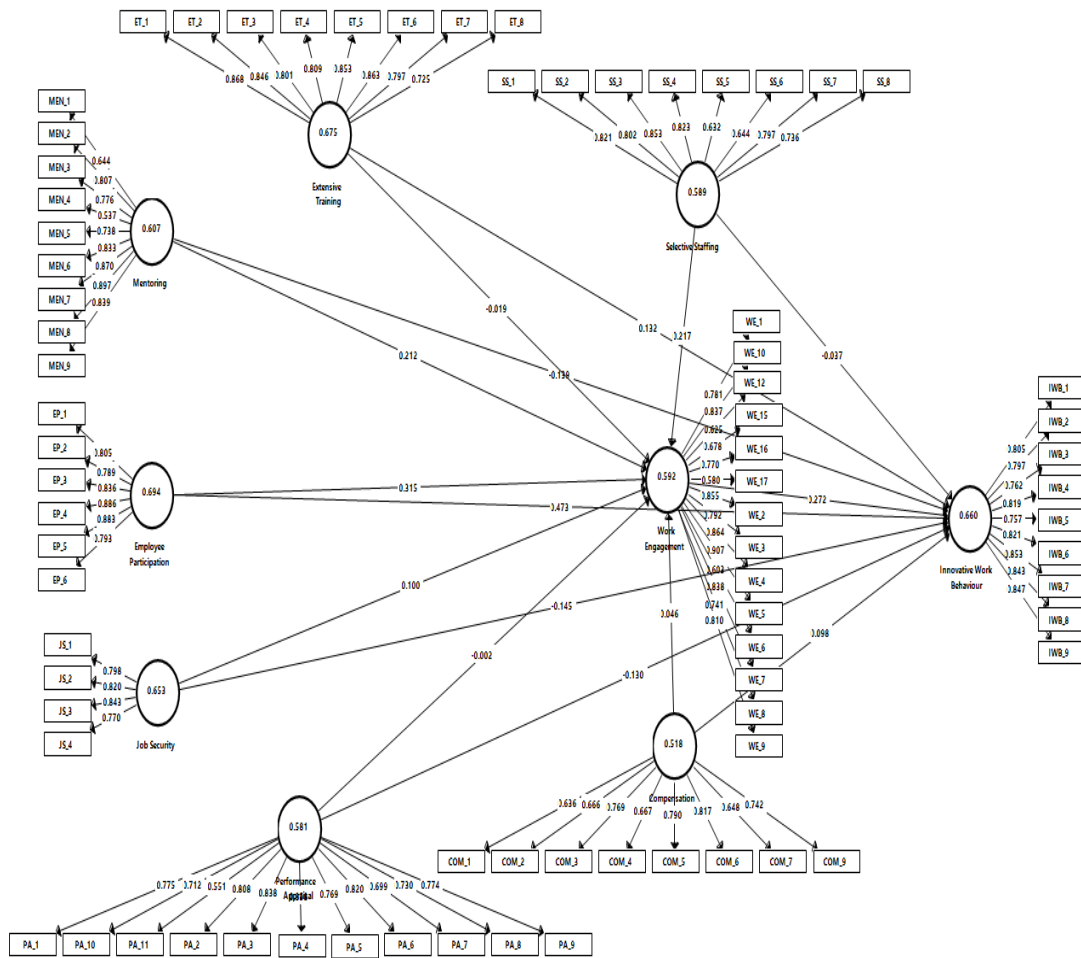 ET_1 ET_2 ET_3 ET_4 ET_5 ET_6 ET_7 ET_8
0.868 0.846 0.801 0.809 0.853 0.863 0.797 0.725
0.675
Extensive
Training
SS_1 SS_2 SS_3 SS_4 SS_5 SS_6 SS_7 SS_8
0.821 0.802 0.853 0.823 0.632 0.644 0.797 0.736
0.589
Selective Staffing
MEN_1
MEN_2
MEN_3
MEN_4
MEN_5
MEN_6
MEN_7
MEN_8
MEN_9
0.644
0.807
0.776
0.537
0.738
0.833
0.870
0.897
0.839
0.607
Mentoring
-0.019
0.132
0.217
-0.037
0.212
-0.139
EP_1
EP_2
EP_3
EP_4
EP_5
EP_6
0.805
0.789
0.836
0.886
0.883
0.793
0.694
Employee
Participation
0.315
0.473
WE_1
WE_10
WE_12
WE_15
WE_16
WE_17
WE_2
WE_3
WE_4
WE_5
WE_6
WE_7
WE_8
WE_9
0.781
0.837
0.625
0.678
0.770
0.580
0.855
0.792
0.864
0.907
0.838
0.741
0.810
0.592
Work
Engagement
0.272
IWB_1
IWB_2
IWB_3
IWB_4
IWB_5
IWB_6
IWB_7
IWB_8
IWB_9
0.805
0.797
0.762
0.819
0.757
0.821
0.853
0.843
0.847
0.660
Innovative Work
Behaviour
JS_1
JS_2
JS_3
JS_4
0.798
0.820
0.843
0.770
0.653
Job Security
0.100
-0.145
-0.002
-0.130
0.046
0.098
0.518
Compensation
0.636 0.666 0.769 0.667 0.790 0.817 0.648 0.742
COM_1 COM_2 COM_3 COM_4 COM_5 COM_6 COM_7 COM_9
0.581
Performance
Appraisal
0.775 0.712 0.551 0.808 0.838 0.769 0.820 0.699 0.730 0.774
PA_1 PA_10 PA_11 PA_2 PA_3 PA_4 PA_5 PA_6 PA_7 PA_8 PA_9